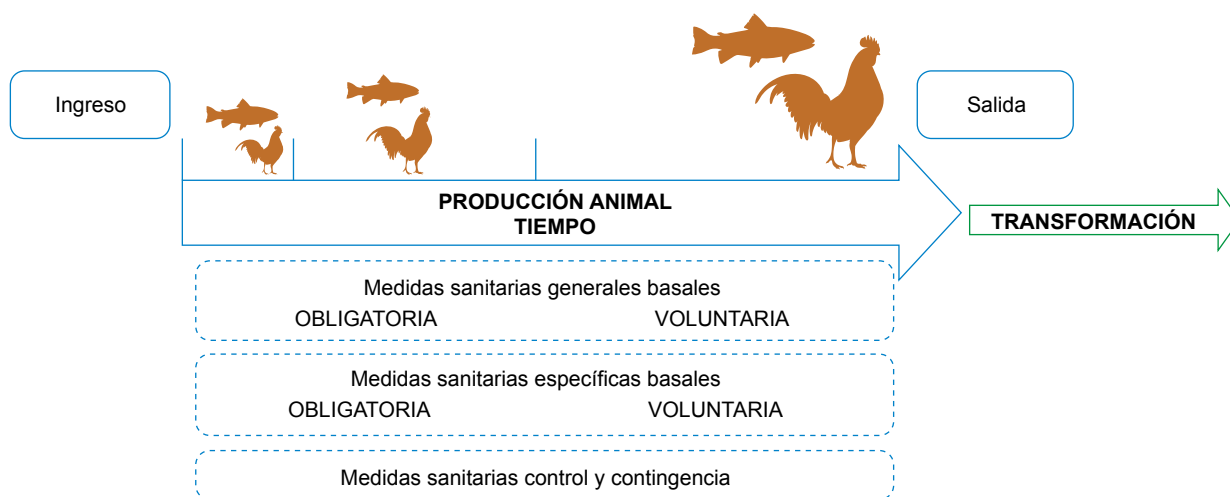 Ingreso
Salida
PRODUCCIÓN ANIMAL
TIEMPO
TRANSFORMACIÓN
Medidas sanitarias generales basales
OBLIGATORIA VOLUNTARIA
Medidas sanitarias específicas basales
OBLIGATORIA VOLUNTARIA
Medidas sanitarias control y contingencia